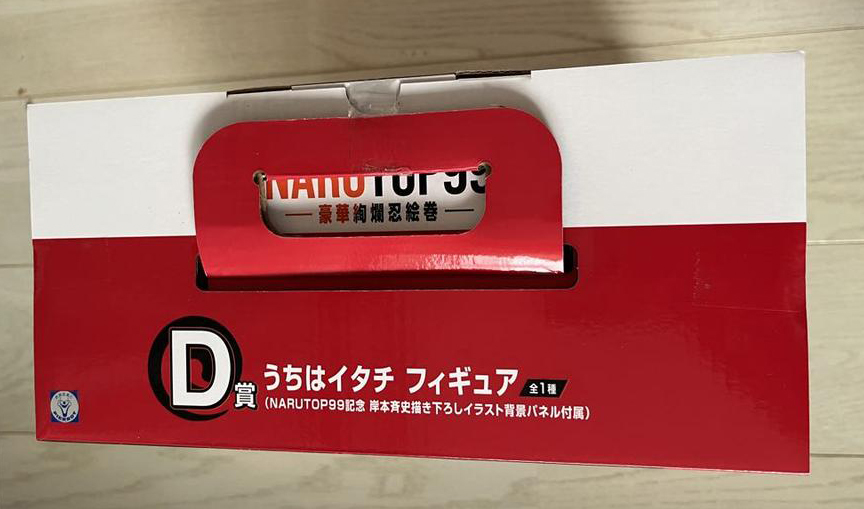 NARUTOP99
―豪華絢爛忍絵巻―
D賞
うちはイタチ フィギュア 全1種
(NARUTOP99記念 岸本斉史描き下ろしイラスト背景パネル付属)